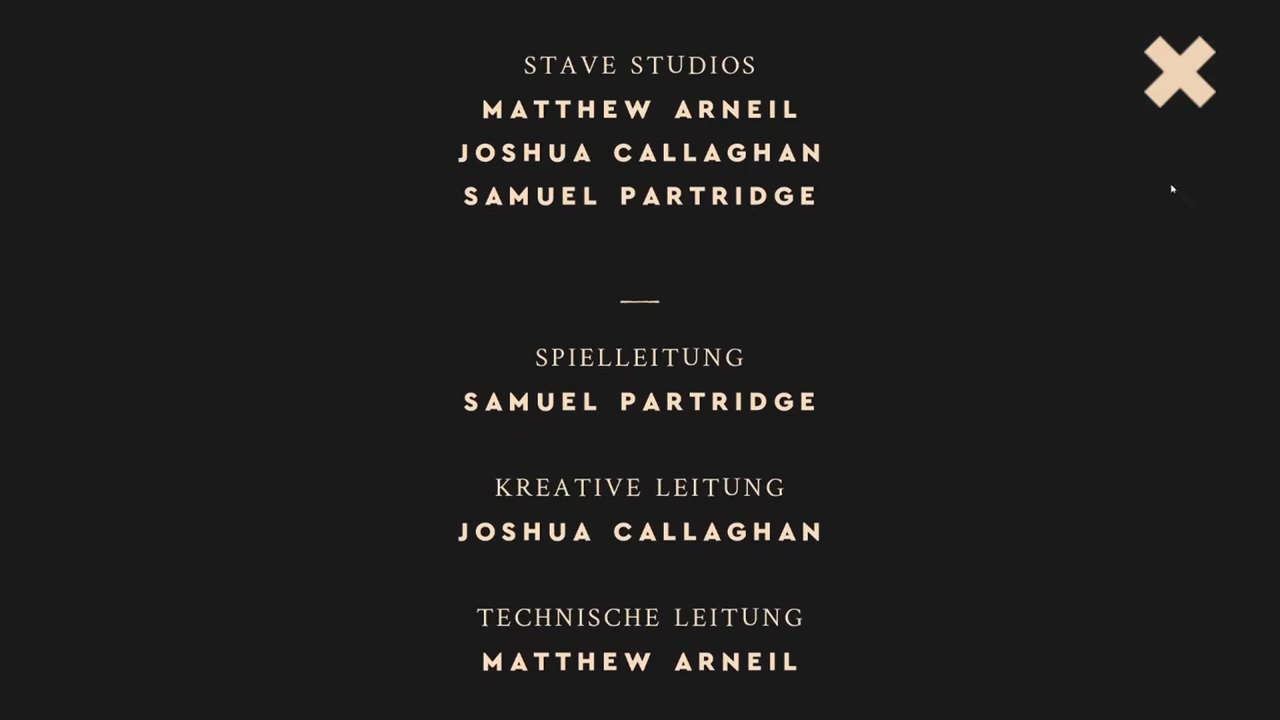 STAVE STUDIOS
MATTHEW ARNEIL
JOSHUA CALLAGHAN
SAMUEL PARTRIDGE
SPIELLEITUNG
SAMUEL PARTRIDGE
KREATIVE LEITUNG
JOSHUA CALLAGHAN
TECHNISCHE LEITUNG
MATTHEW ARNEIL